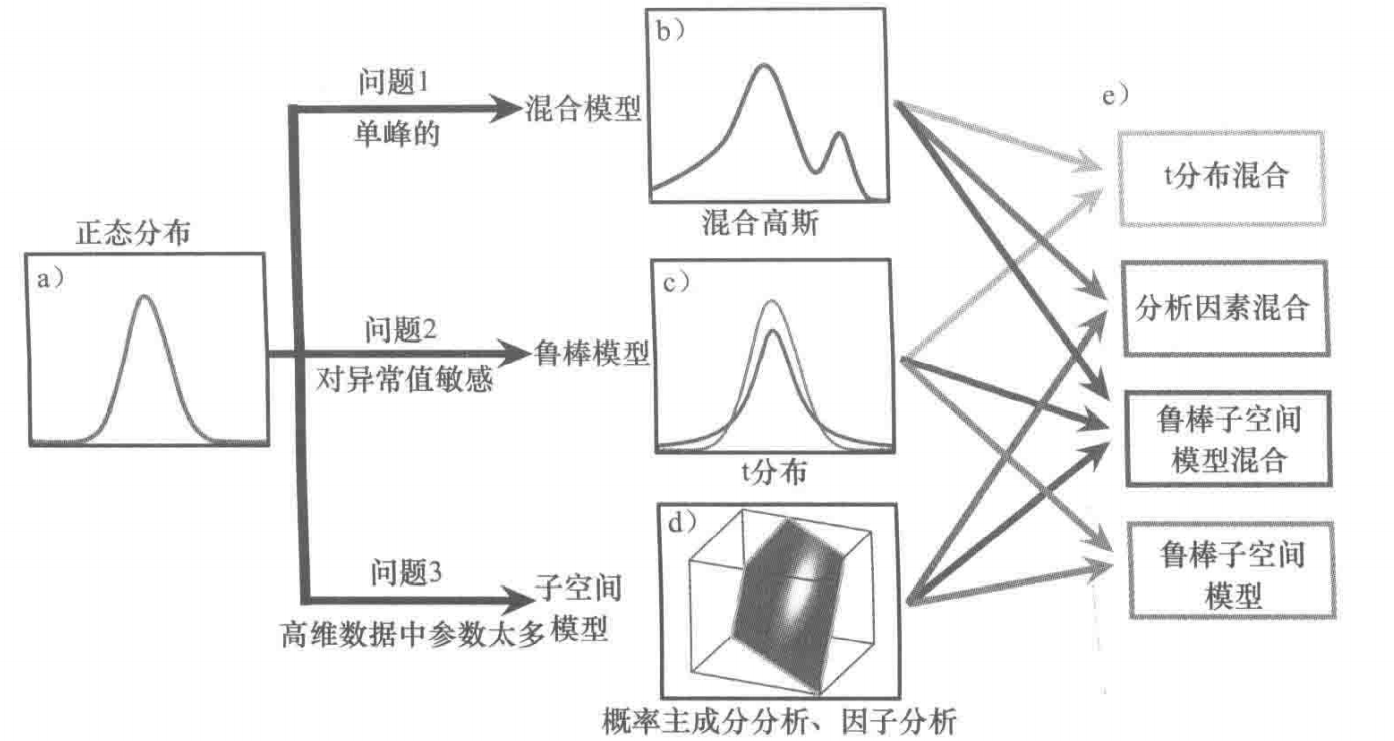 正态分布
a)
问题1
单峰的
混合模型
b)
混合高斯
问题2
对异常值敏感
鲁棒模型
c)
t分布
问题3
高维数据中参数太多
子空间
模型
d)
概率主成分分析、因子分析
e)
t分布混合
分析因素混合
鲁棒子空间
模型混合
鲁棒子空间
模型